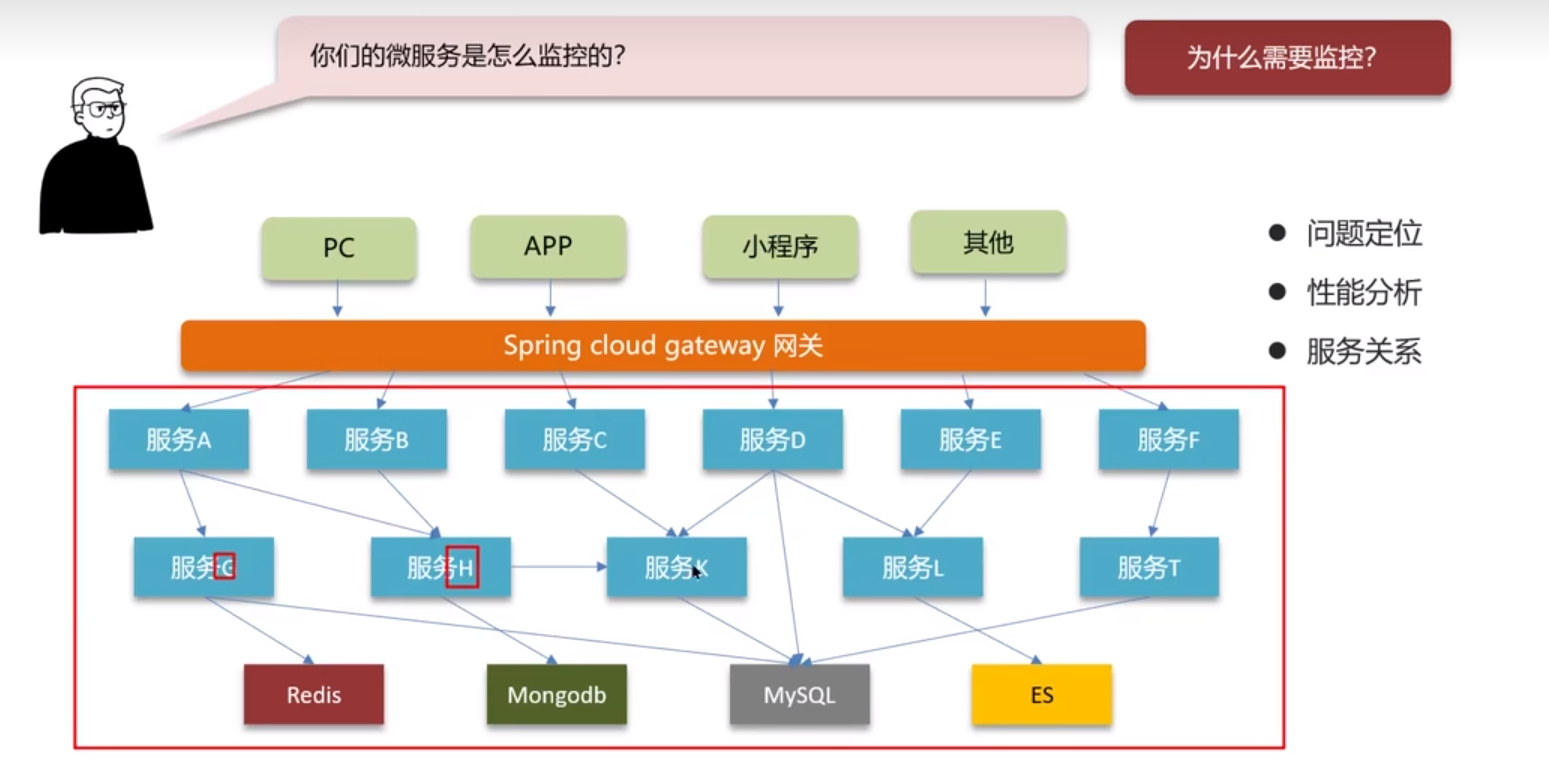 你们的微服务是怎么监控的?
为什么需要监控?
PC
APP
小程序
其他
问题定位
性能分析
服务关系
Spring cloud gateway 网关
服务A
服务B
服务C
服务D
服务E
服务F
服务G
服务H
服务K
服务L
服务T
Redis
Mongodb
MySQL
ES